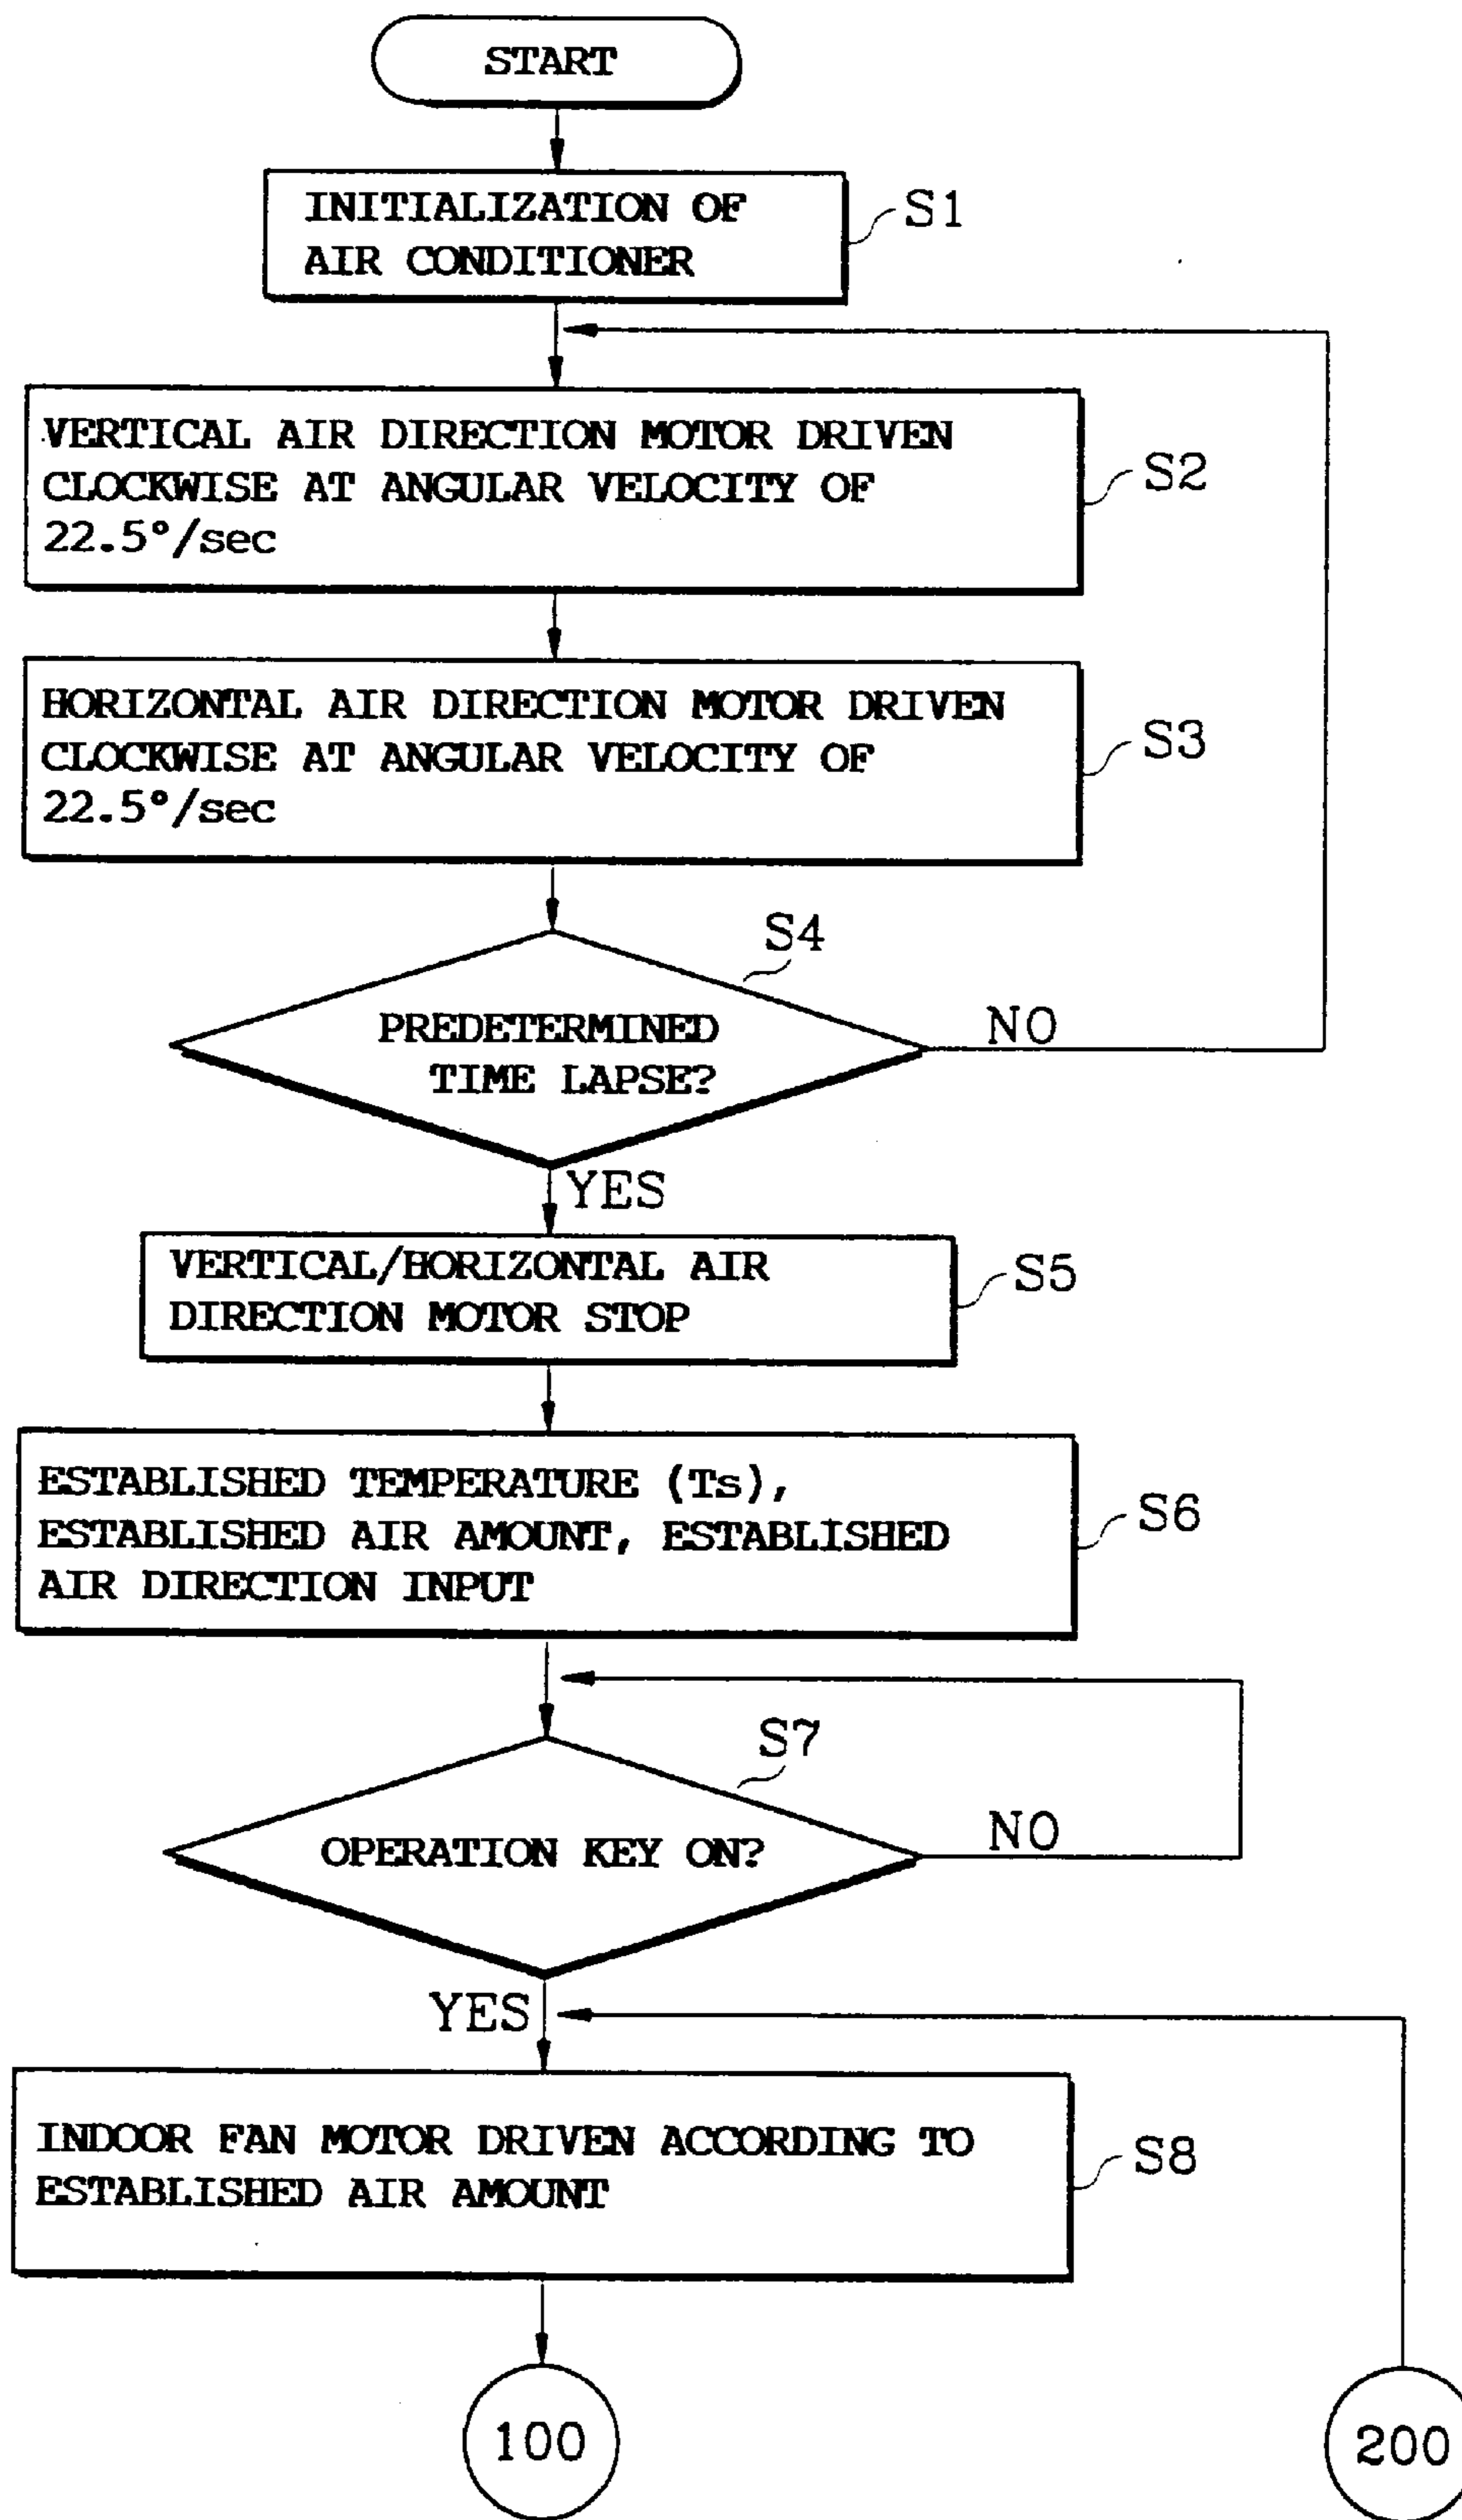 START
INITIALIZATION OF
AIR CONDITIONER
S1
VERTICAL AIR DIRECTION MOTOR DRIVEN
CLOCKWISE AT ANGULAR VELOCITY OF
22.5°/sec
S2
HORIZONTAL AIR DIRECTION MOTOR DRIVEN
CLOCKWISE AT ANGULAR VELOCITY OF
22.5°/sec
S3
S4
PREDETERMINED
TIME LAPSE?
NO
YES
VERTICAL/HORIZONTAL AIR
DIRECTION MOTOR STOP
S5
ESTABLISHED TEMPERATURE (Ts),
ESTABLISHED AIR AMOUNT, ESTABLISHED
AIR DIRECTION INPUT
S6
S7
OPERATION KEY ON?
NO
YES
INDOOR FAN MOTOR DRIVEN ACCORDING TO
ESTABLISHED AIR AMOUNT
S8
100
200